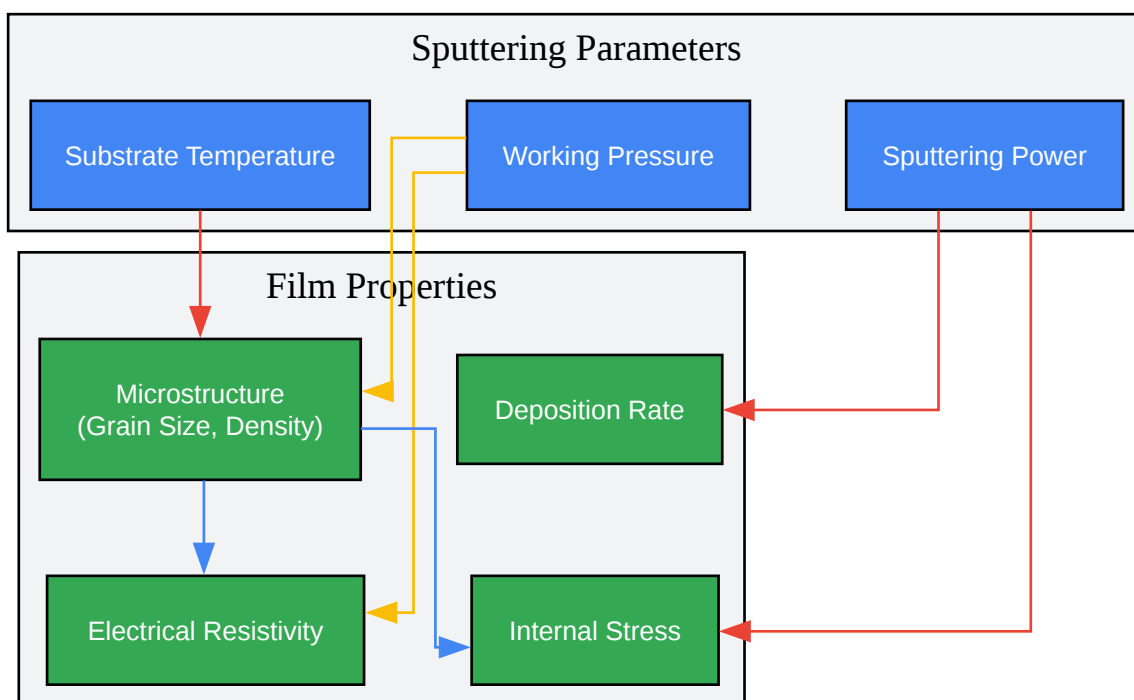 Sputtering Parameters
Substrate Temperature
Working Pressure
Sputtering Power
Film Properties
Microstructure
(Grain Size, Density)
Deposition Rate
Electrical Resistivity
Internal Stress